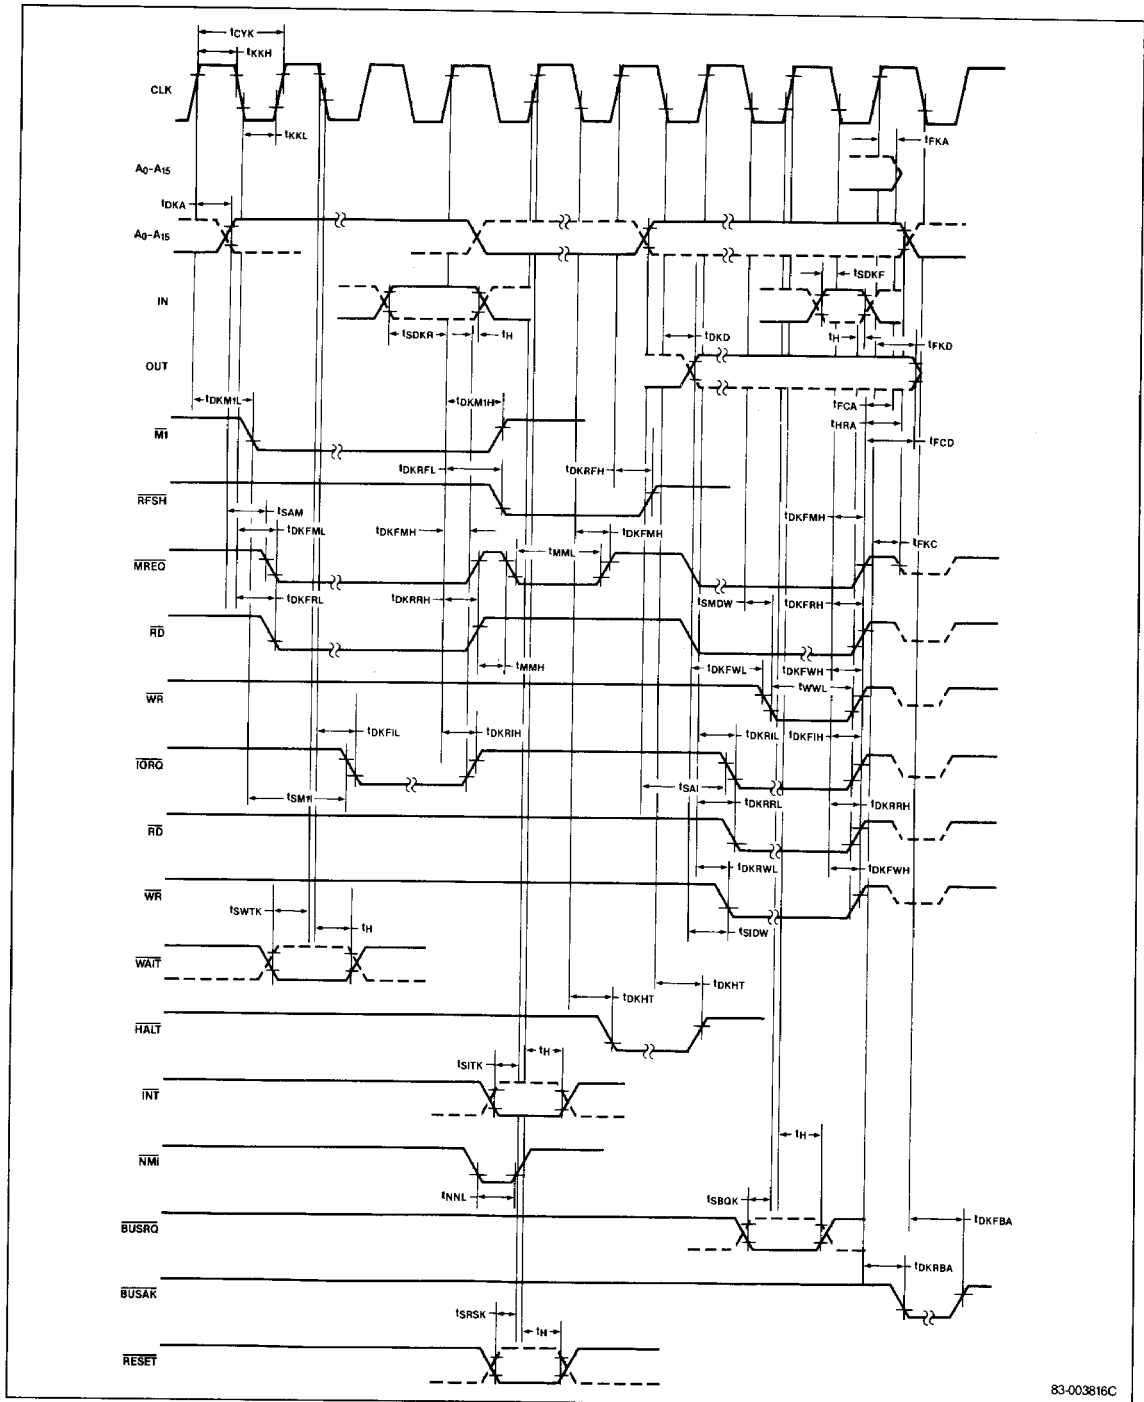 tCYK
tKKH
CLK
tKKL
tFKA
A0-A15
tDKA
A0-A15
tSDKF
IN
tSDKR
tH
tDKD
tH
tFKD
OUT
tDKM1L
tDKM1H
tFCA
tHRA
M1
tFCD
tDKRFL
tDKRFH
RFSH
tSAM
tDKFML
tDKFMH
tDKFMH
tDKFMH
tMML
tFKC
MREQ
tDKFRL
tDKRRH
tSMDW
tDKFRH
RD
tMMH
tDKFWL
tDKFWH
tWWL
WR
tDKFIL
tDKRIH
tDKRIL
tDKFIH
IORQ
tSM1I
tSAI
tDKRRL
tDKRRH
RD
tDKRWL
tDKFWH
WR
tSWTK
tH
tSIDW
WAIT
tDKHT
tDKHT
HALT
tSITK
tH
INT
tH
NMI
tNNL
tSBQK
BUSRQ
tDKFBA
tDKRBA
BUSAK
tSRSK
tH
RESET
83-003816C